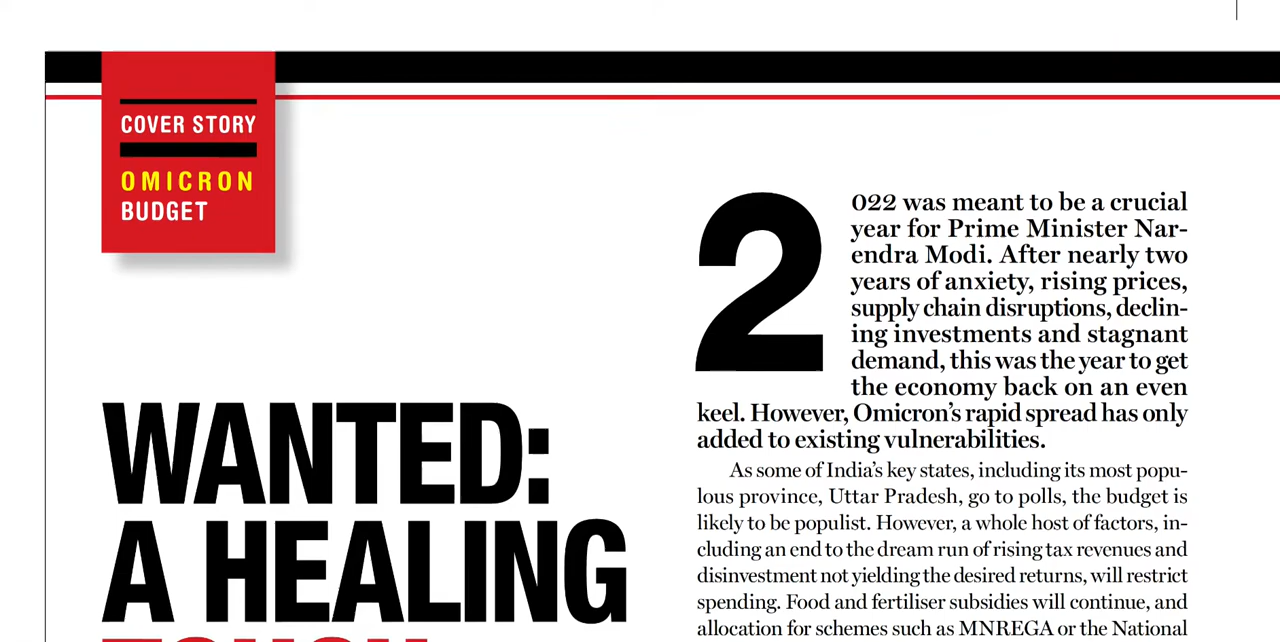 COVER STORY
OMICRON
BUDGET
WANTED:
A HEALING
2022 was meant to be a crucial
year for Prime Minister Nar-
endra Modi. After nearly two
years of anxiety, rising prices,
supply chain disruptions, declin-
ing investments and stagnant
demand, this was the year to get
the economy back on an even
keel. However, Omicron’s rapid spread has only
added to existing vulnerabilities.
As some of India’s key states, including its most popu-
lous province, Uttar Pradesh, go to polls, the budget is
likely to be populist. However, a whole host of factors, in-
cluding an end to the dream run of rising tax revenues and
disinvestment not yielding the desired returns, will restrict
spending. Food and fertiliser subsidies will continue, and
allocation for schemes such as MNREGA or the National